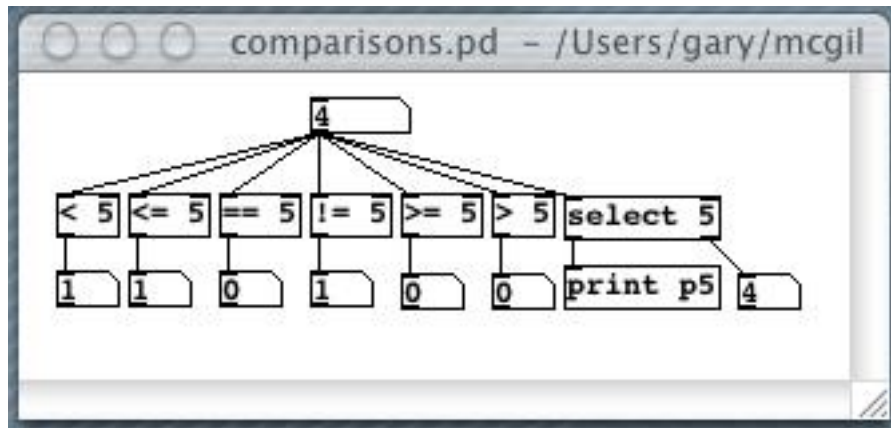 comparisons.pd - /Users/gary/mcgil
4
< 5 <= 5 == 5 != 5 >= 5 > 5 select 5
1 1 0 1 0 0 print p5 4